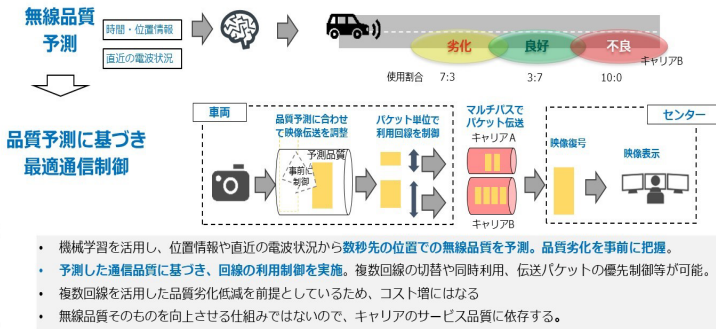 無線品質
予測
時間・位置情報
直近の電波状況
劣化
良好
不良
キャリアB
使用割合
7:3
3:7
10:0
品質予測に基づき
最適通信制御
車両
品質予測に合わせ
て映像伝送を調整
予測品質
事前に
制御
パケット単位で
利用回線を制御
マルチパスで
パケット伝送
キャリアA
キャリアB
センター
映像復号
映像表示
• 機械学習を活用し、位置情報や直近の電波状況から数秒先の位置での無線品質を予測。品質劣化を事前に把握。
• 予測した通信品質に基づき、回線の利用制御を実施。複数回線の切替や同時利用、伝送パケットの優先制御等が可能。
• 複数回線を活用した品質劣化低減を前提としているため、コスト増にはなる
• 無線品質そのものを向上させる仕組みではないので、キャリアのサービス品質に依存する。